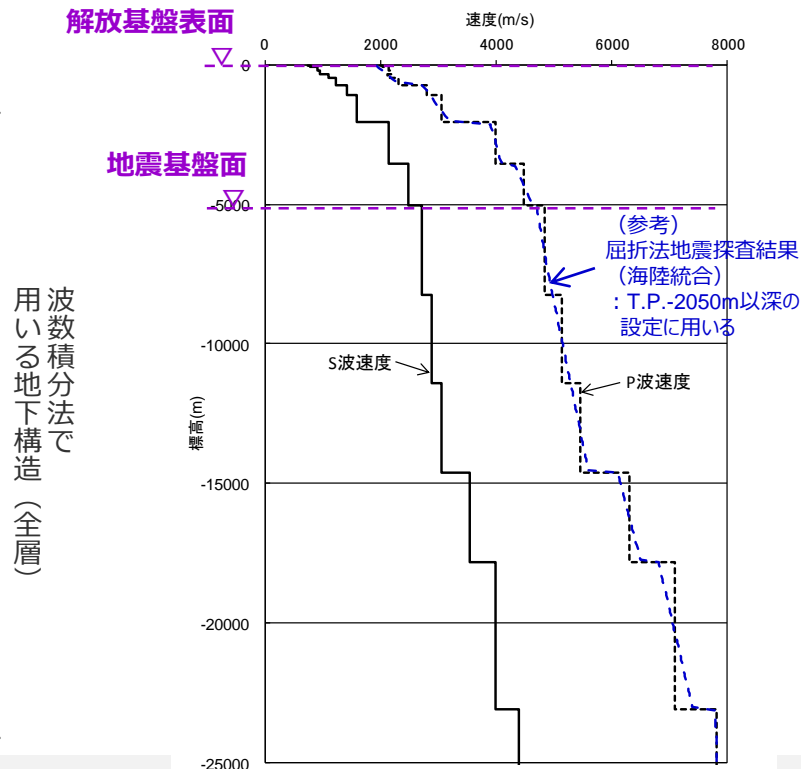 解放基盤表面
速度(m/s)
0
2000
4000
6000
8000
0
地震基盤面
-5000
(参考)
屈折法地震探査結果
(海陸統合)
:T.P.-2050m以深の
設定に用いる
波数積分法で
用いる地下構造(全層)
-10000
S波速度
P波速度
標高(m)
-15000
-20000
-25000